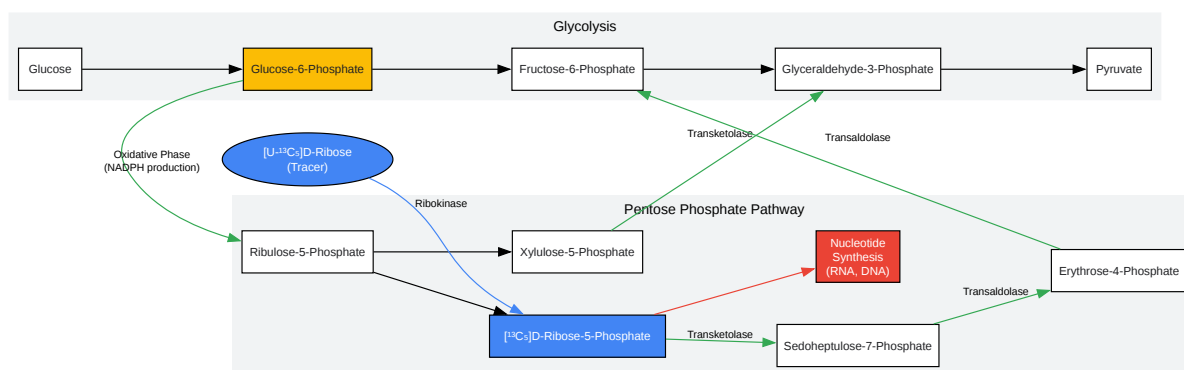 Glycolysis
Glucose
Glucose-6-Phosphate
Fructose-6-Phosphate
Glyceraldehyde-3-Phosphate
Pyruvate
Transketolase
Transaldolase
Oxidative Phase
(NADPH production)
[U-¹³C₅]D-Ribose
(Tracer)
Ribokinase
Pentose Phosphate Pathway
Ribulose-5-Phosphate
Xylulose-5-Phosphate
Nucleotide
Synthesis
(RNA, DNA)
Erythrose-4-Phosphate
Transaldolase
[¹³C₅]D-Ribose-5-Phosphate
Transketolase
Sedoheptulose-7-Phosphate